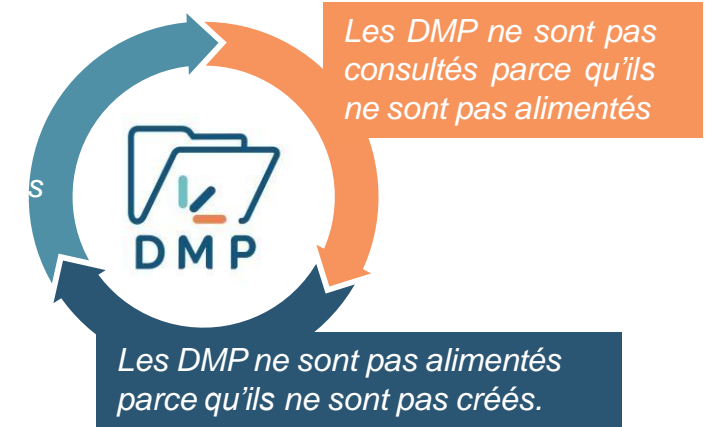 Les DMP ne sont pas
consultés parce qu'ils
ne sont pas alimentés
s
DMP
Les DMP ne sont pas alimentés
parce qu'ils ne sont pas créés.